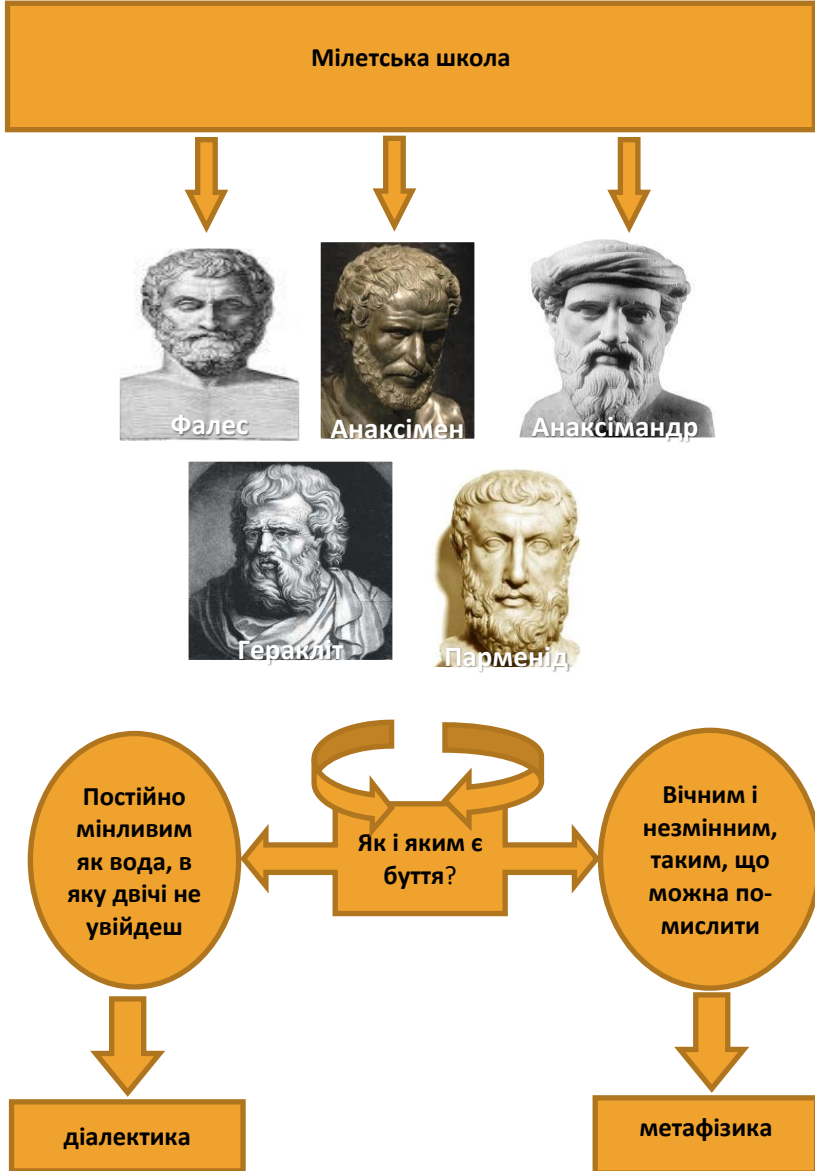 Мілетська школа
Фалес
Анаксімен
Анаксімандр
Геракліт
Парменід
Постійно
мінливим
як вода, в
яку двічі не
увійдеш
Як і яким є
буття?
Вічним і
незмінним,
таким, що
можна по-
мислити
діалектика
метафізика